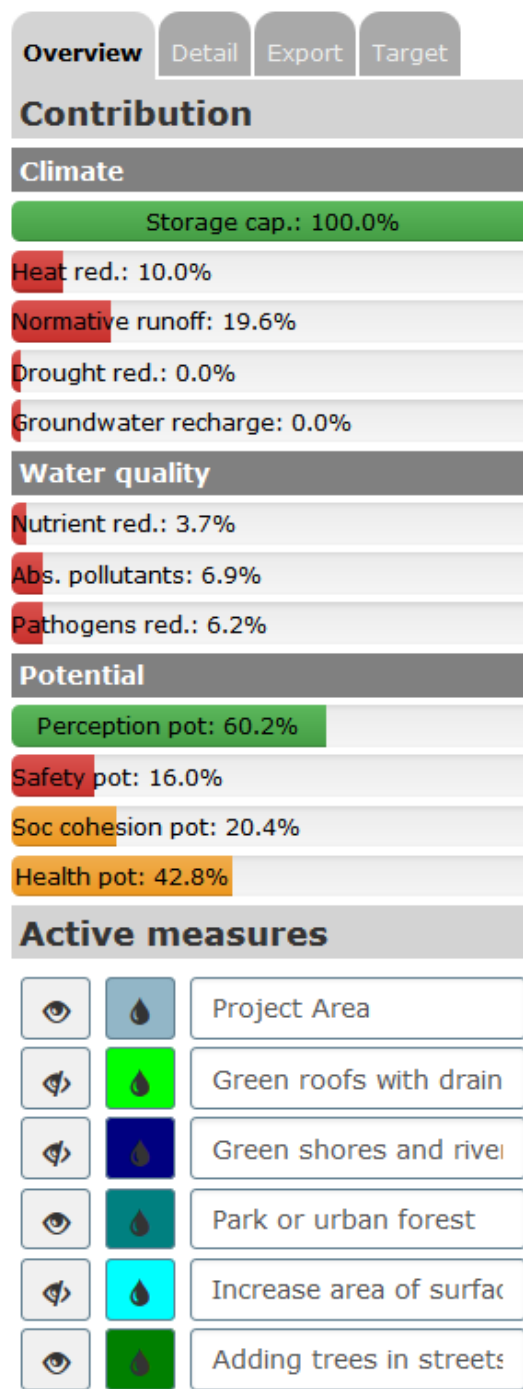 Overview Detail Export Target
Contribution
Climate
Storage cap.: 100.0%
Heat red.: 10.0%
Normative runoff: 19.6%
Drought red.: 0.0%
Groundwater recharge: 0.0%
Water quality
Nutrient red.: 3.7%
Abs. pollutants: 6.9%
Pathogens red.: 6.2%
Potential
Perception pot: 60.2%
Safety pot: 16.0%
Soc cohesion pot: 20.4%
Health pot: 42.8%
Active measures
Project Area
Green roofs with drain
Green shores and river
Park or urban forest
Increase area of surfac
Adding trees in streets